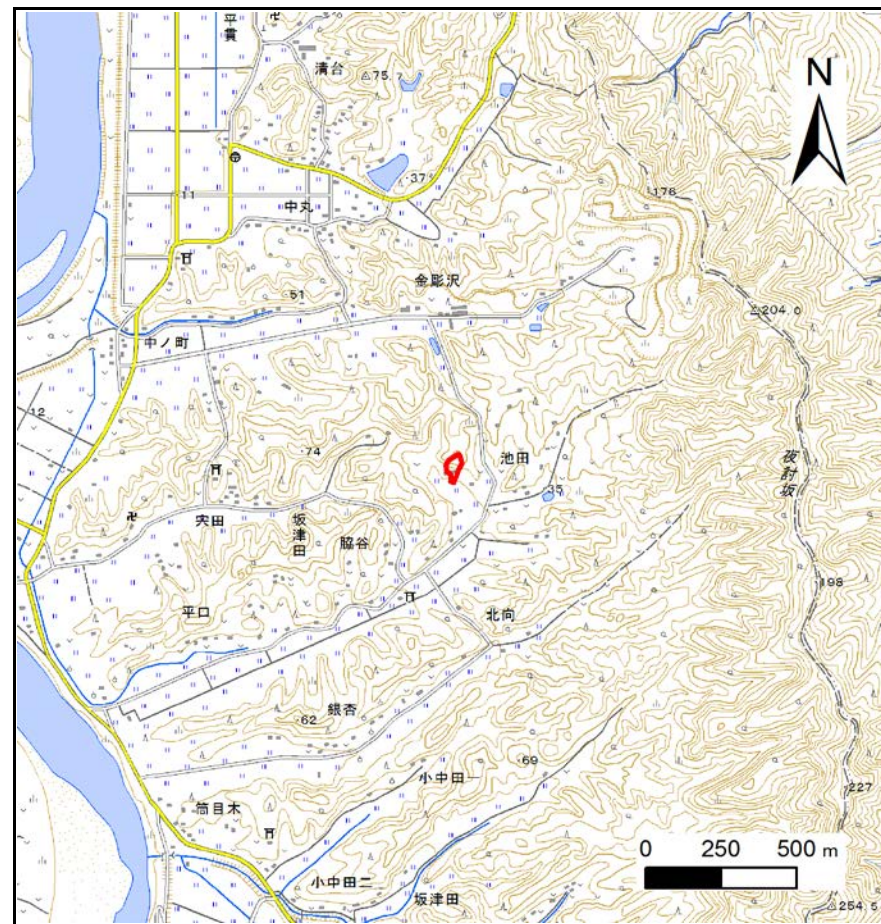 平貫
清台
75.7
N
37
176
11
中丸
金彫沢
51
204.0
中ノ町
12
74
池田
夜討坂
35
宍田
坂津田
脇谷
198
平口
北向
銀杏
62
69
小中田一
227
筒目木
0 250 500 m
小中田二
坂津田
254.5